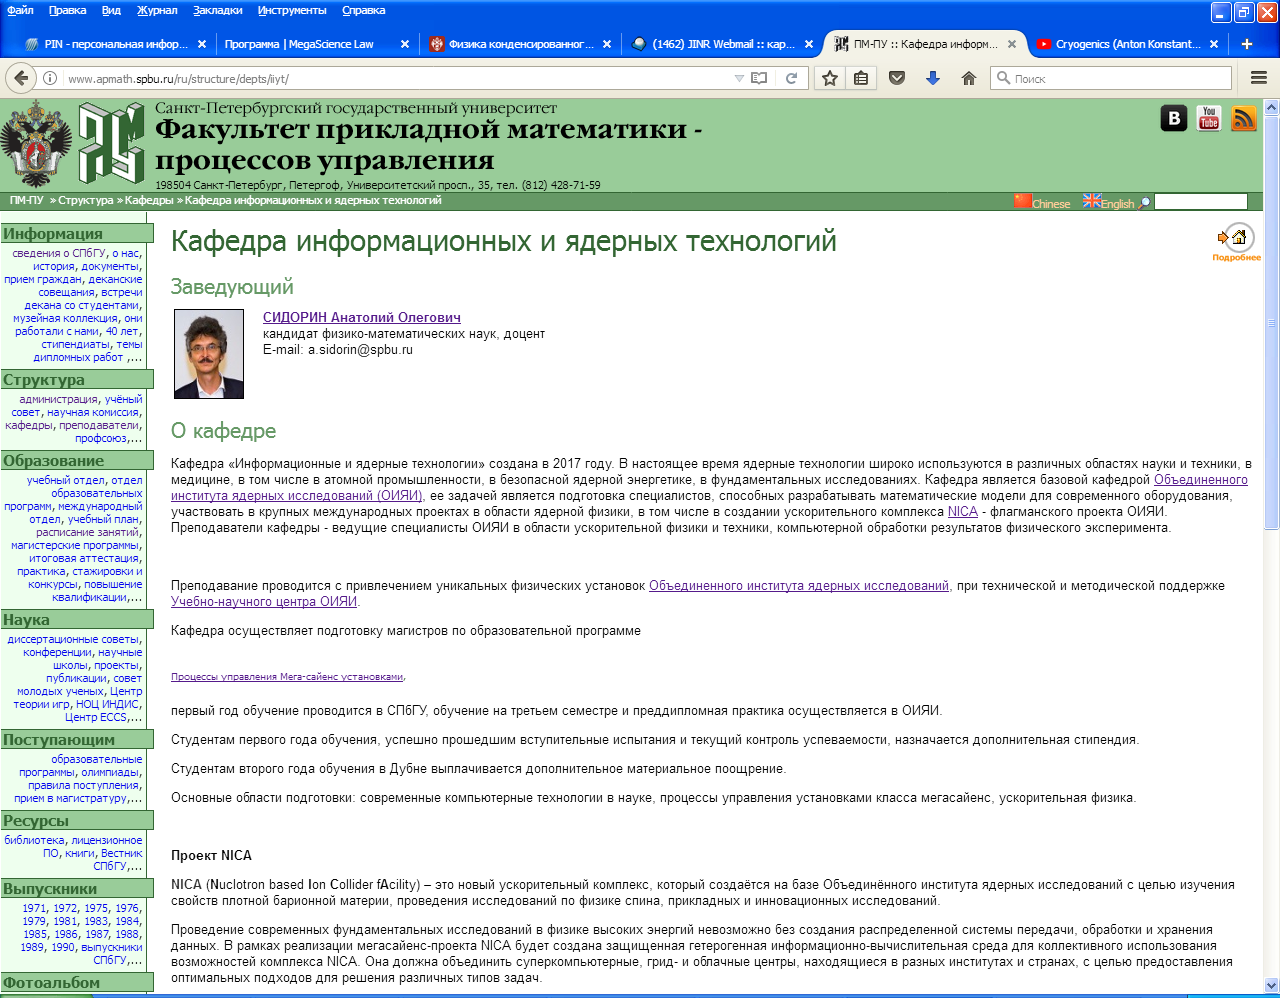 Файл Правка Вид Журнал Закладки Инструменты Справка
PIN - персональная инфор...
Программа | MegaScience Law
Физика конденсированног...
(1462) JINR Webmail :: кар...
ПМ-ПУ :: Кафедра информ...
Cryogenics (Anton Konstant...
www.apmath.spbu.ru/ru/structure/depts/iiyt/
Поиск
Санкт-Петербургский государственный университет
Факультет прикладной математики -
процессов управления
198504 Санкт-Петербург, Петергоф, Университетский просп., 35, тел. (812) 428-71-59
В
You
Tube
ПМ-ПУ » Структура » Кафедры » Кафедра информационных и ядерных технологий
Chinese English
Информация
сведения о СПбГУ, о нас,
история, документы,
прием граждан, деканские
совещания, встречи
декана со студентами,
музейная коллекция, они
работали с нами, 40 лет,
стипендиаты, темы
дипломных работ ,...
Структура
администрация, учёный
совет, научная комиссия,
кафедры, преподаватели,
профсоюз,...
Образование
учебный отдел, отдел
образовательных
программ, международный
отдел, учебный план,
расписание занятий,
магистерские программы,
итоговая аттестация,
практика, стажировки и
конкурсы, повышение
квалификации,...
Наука
диссертационные советы,
конференции, научные
школы, проекты,
публикации, совет
молодых ученых, Центр
теории игр, НОЦ ИНДИС,
Центр ECCS,...
Поступающим
образовательные
программы, олимпиады,
правила поступления,
прием в магистратуру,...
Ресурсы
библиотека, лицензионное
ПО, книги, Вестник
СПбГУ,...
Выпускники
1971, 1972, 1975, 1976,
1979, 1981, 1983, 1984,
1985, 1986, 1987, 1988,
1989, 1990, выпускники
СПбГУ,...
Фотоальбом
Кафедра информационных и ядерных технологий
Подробнее
Заведующий
СИДОРИН Анатолий Олегович
кандидат физико-математических наук, доцент
E-mail: a.sidorin@spbu.ru
О кафедре
Кафедра «Информационные и ядерные технологии» создана в 2017 году. В настоящее время ядерные технологии широко используются в различных областях науки и техники, в
медицине, в том числе в атомной промышленности, в безопасной ядерной энергетике, в фундаментальных исследованиях. Кафедра является базовой кафедрой Объединенного
института ядерных исследований (ОИЯИ), ее задачей является подготовка специалистов, способных разрабатывать математические модели для современного оборудования,
участвовать в крупных международных проектах в области ядерной физики, в том числе в создании ускорительного комплекса NICA - флагманского проекта ОИЯИ.
Преподаватели кафедры - ведущие специалисты ОИЯИ в области ускорительной физики и техники, компьютерной обработки результатов физического эксперимента.
Преподавание проводится с привлечением уникальных физических установок Объединенного института ядерных исследований, при технической и методической поддержке
Учебно-научного центра ОИЯИ.
Кафедра осуществляет подготовку магистров по образовательной программе
Процессы управления Мега-сайенс установками,
первый год обучение проводится в СПбГУ, обучение на третьем семестре и преддипломная практика осуществляется в ОИЯИ.
Студентам первого года обучения, успешно прошедшим вступительные испытания и текущий контроль успеваемости, назначается дополнительная стипендия.
Студентам второго года обучения в Дубне выплачивается дополнительное материальное поощрение.
Основные области подготовки: современные компьютерные технологии в науке, процессы управления установками класса мегасайенс, ускорительная физика.
Проект NICA
NICA (Nuclotron based Ion Collider fAcility) – это новый ускорительный комплекс, который создаётся на базе Объединённого института ядерных исследований с целью изучения
свойств плотной барионной материи, проведения исследований по физике спина, прикладных и инновационных исследований.
Проведение современных фундаментальных исследований в физике высоких энергий невозможно без создания распределенной системы передачи, обработки и хранения
данных. В рамках реализации мегасайенс-проекта NICA будет создана защищенная гетерогенная информационно-вычислительная среда для коллективного использования
возможностей комплекса NICA. Она должна объединить суперкомпьютерные, грид- и облачные центры, находящиеся в разных институтах и странах, с целью предоставления
оптимальных подходов для решения различных типов задач.